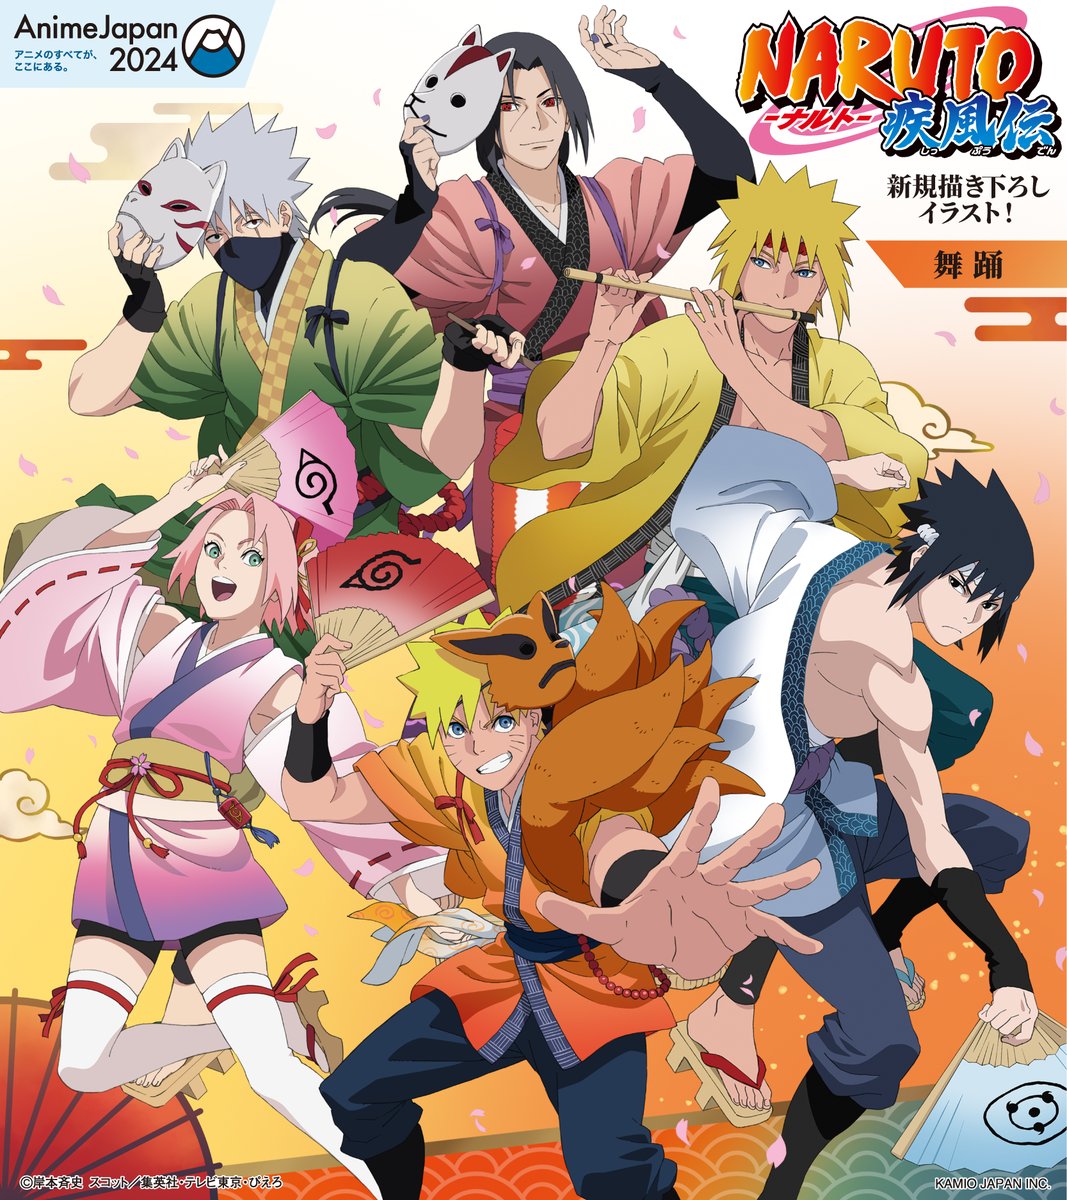 AnimeJapan
アニメのすべてが、
ここにある。
2024
NARUTO
-ナルト-
疾風伝
しっ ぷう でん
新規描き下ろし
イラスト!
舞踊
©岸本斉史 スコット／集英社・テレビ東京・ぴえろ
KAMIO JAPAN INC.